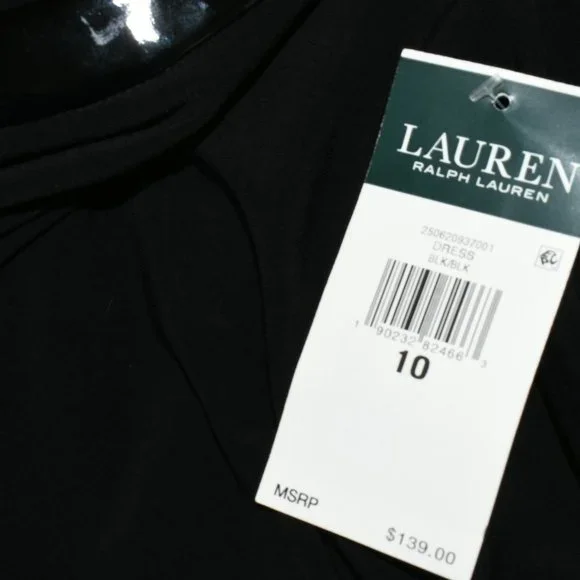 LAUREN
RALPH LAUREN
250620937001
DRESS
BLK/BLK
1 90232 82466 3
10
MSRP
$139.00